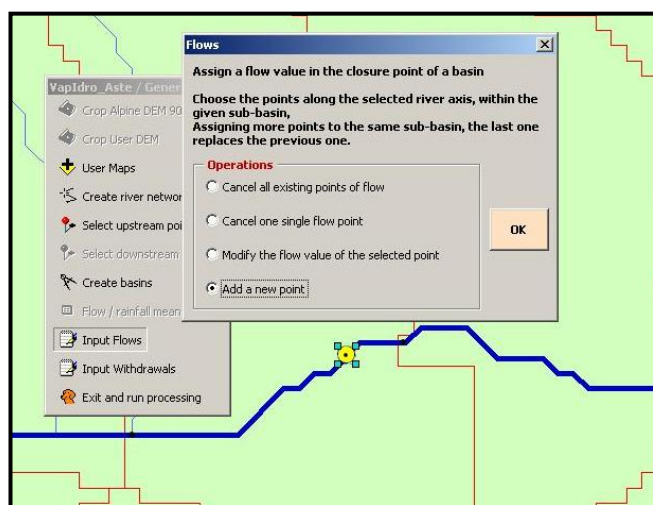 Flows
Assign a flow value in the closure point of a basin
Choose the points along the selected river axis, within the
given sub-basin,
Assigning more points to the same sub-basin, the last one
replaces the previous one.
Operations
Cancel all existing points of flow
Cancel one single flow point
Modify the flow value of the selected point
Add a new point
OK
VapIdro_Aste / Gener
Crop Alpine DEM 90
Crop User DEM
User Maps
Create river networ
Select upstream poi
Select downstream
Create basins
Flow / rainfall mean
Input Flows
Input Withdrawals
Exit and run processing